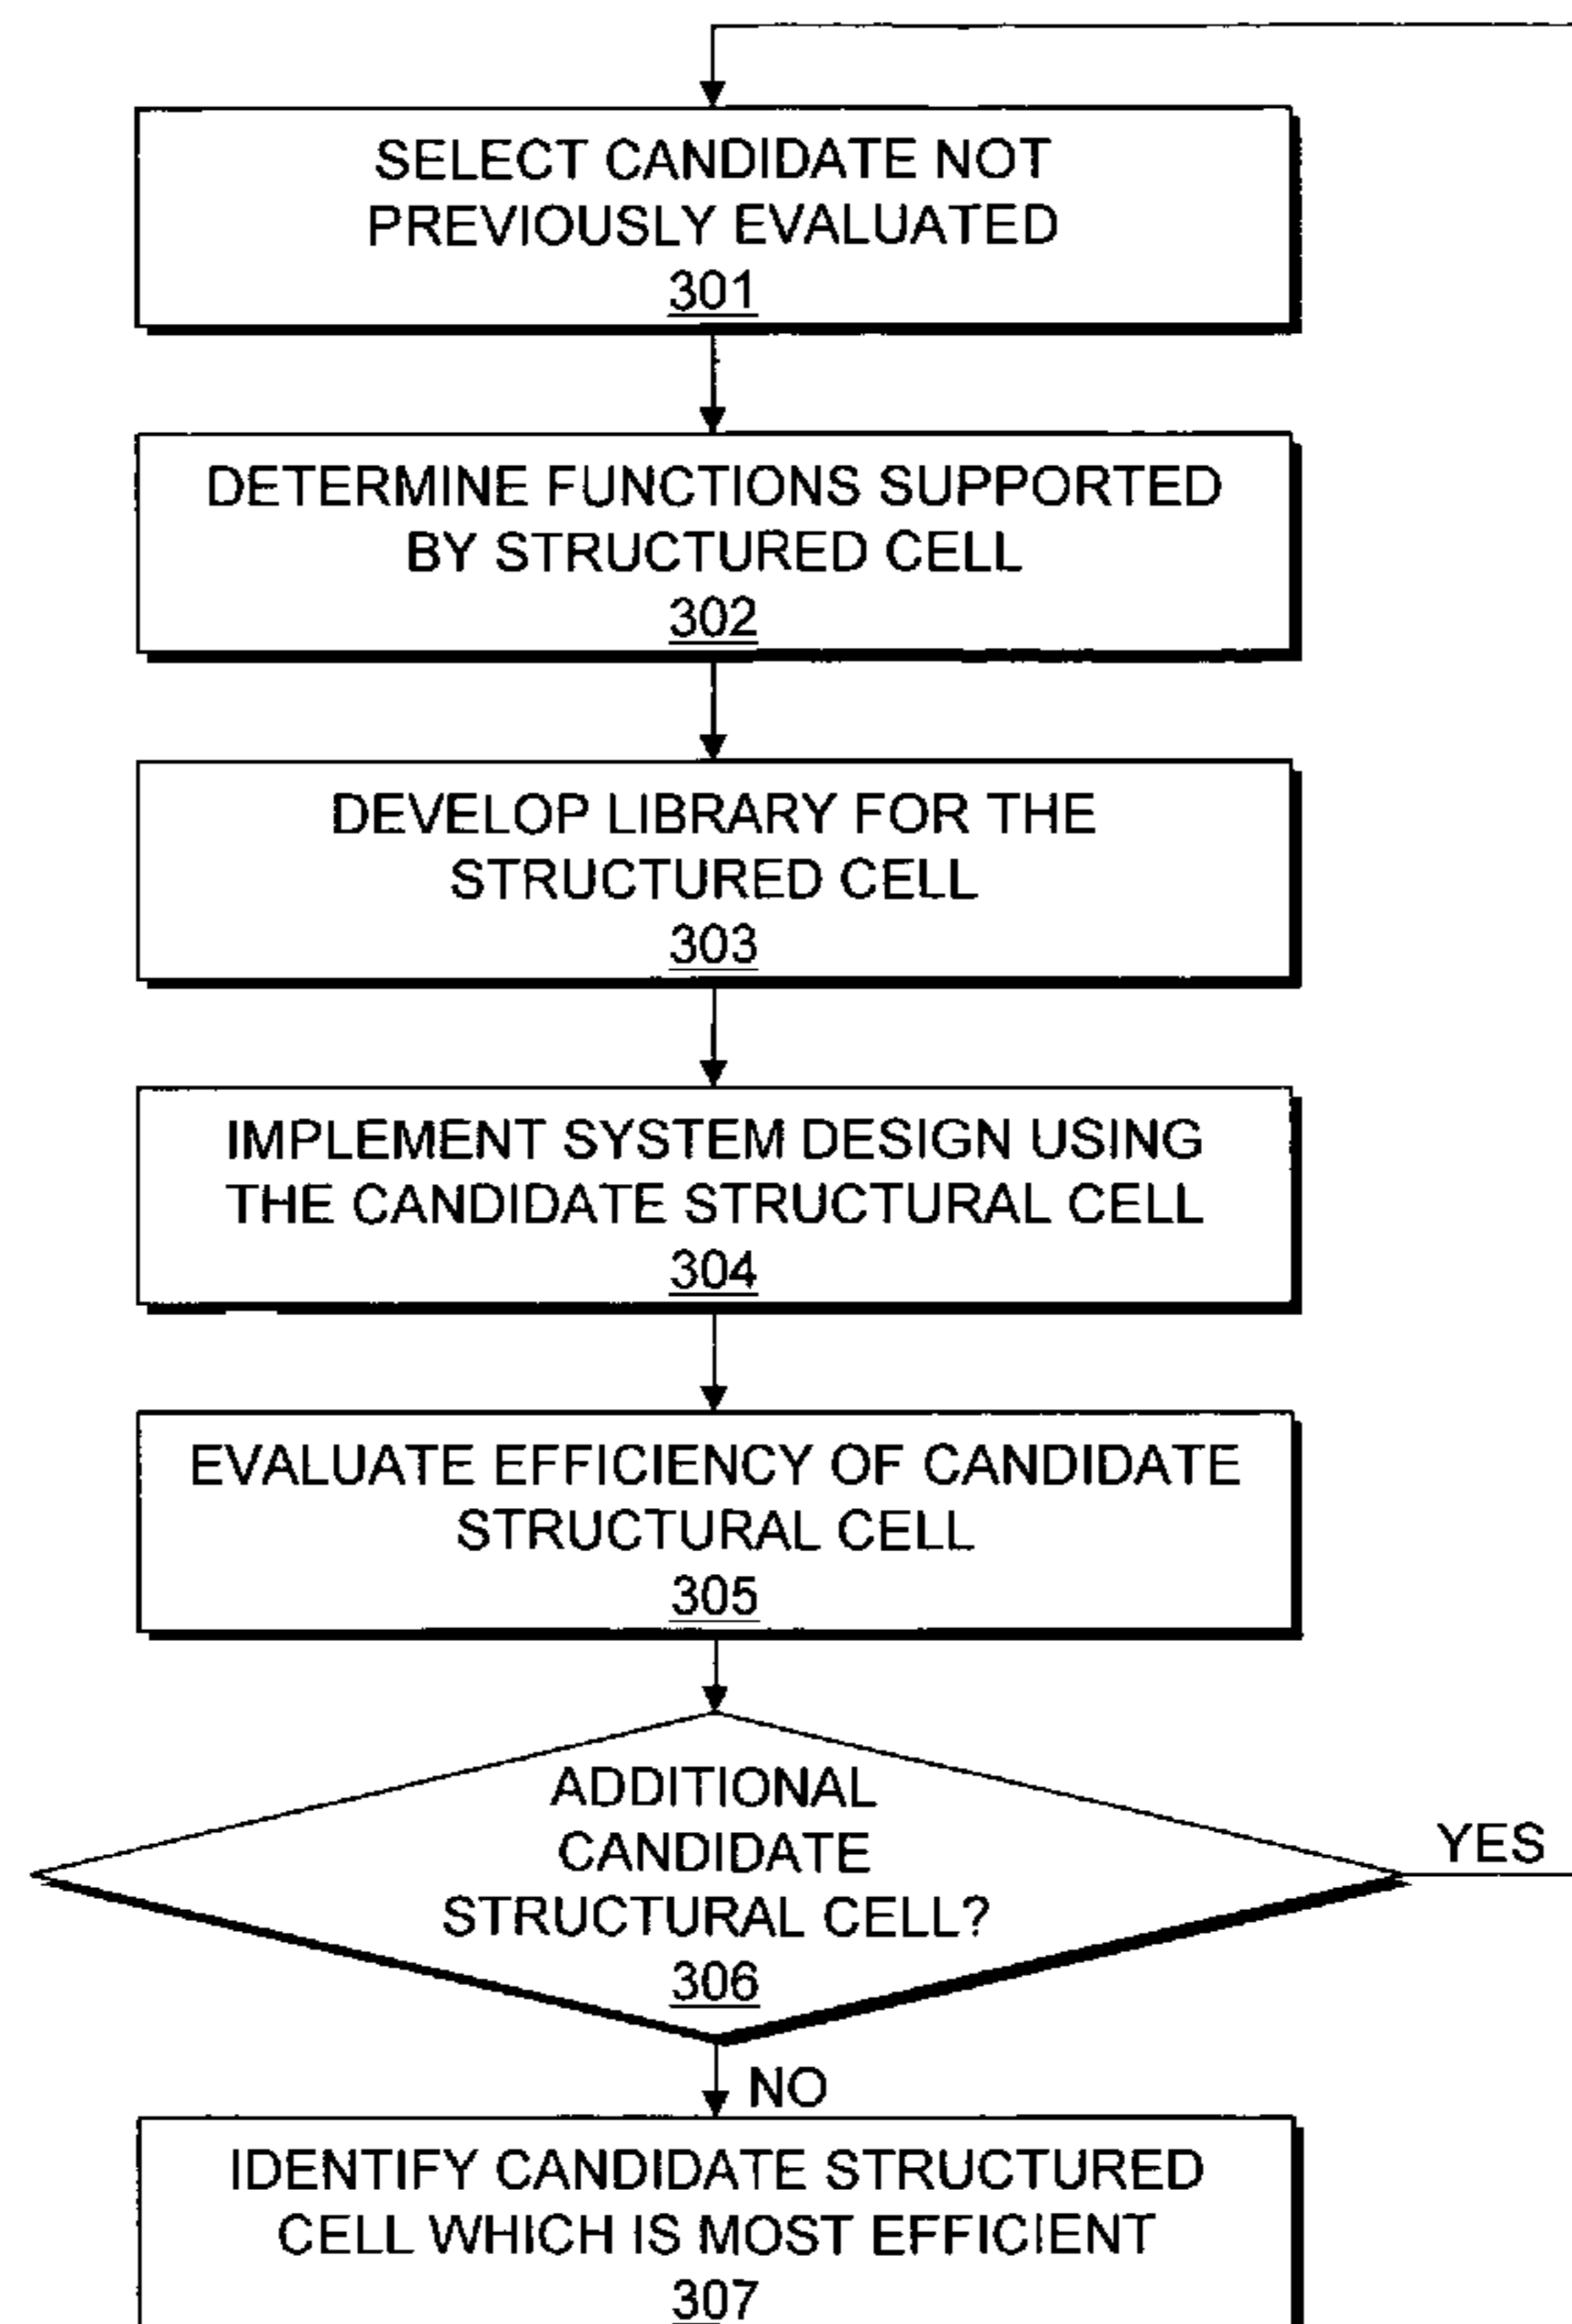 SELECT CANDIDATE NOT
PREVIOUSLY EVALUATED
301
DETERMINE FUNCTIONS SUPPORTED
BY STRUCTURED CELL
302
DEVELOP LIBRARY FOR THE
STRUCTURED CELL
303
IMPLEMENT SYSTEM DESIGN USING
THE CANDIDATE STRUCTURAL CELL
304
EVALUATE EFFICIENCY OF CANDIDATE
STRUCTURAL CELL
305
ADDITIONAL
CANDIDATE
STRUCTURAL CELL?
306
YES
NO
IDENTIFY CANDIDATE STRUCTURED
CELL WHICH IS MOST EFFICIENT
307